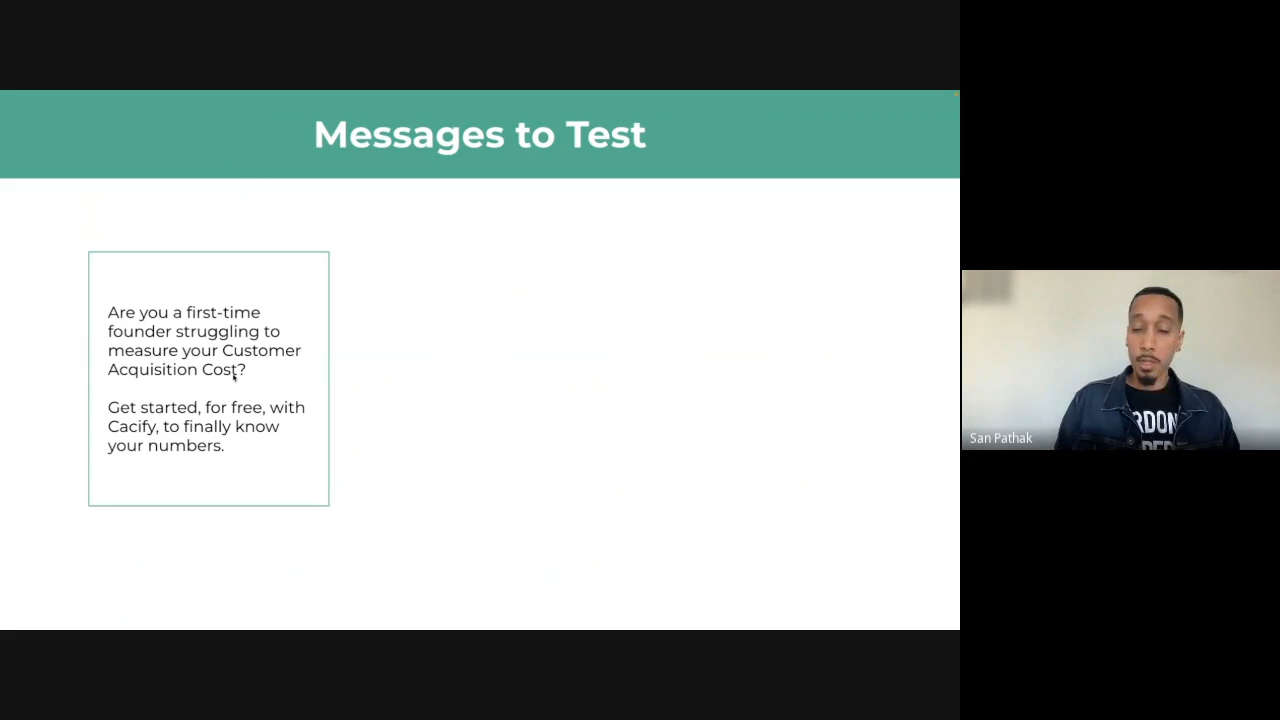 Messages to Test
Are you a first-time
founder struggling to
measure your Customer
Acquisition Cost?
Get started, for free, with
Cacify, to finally know
your numbers.
San Pathak